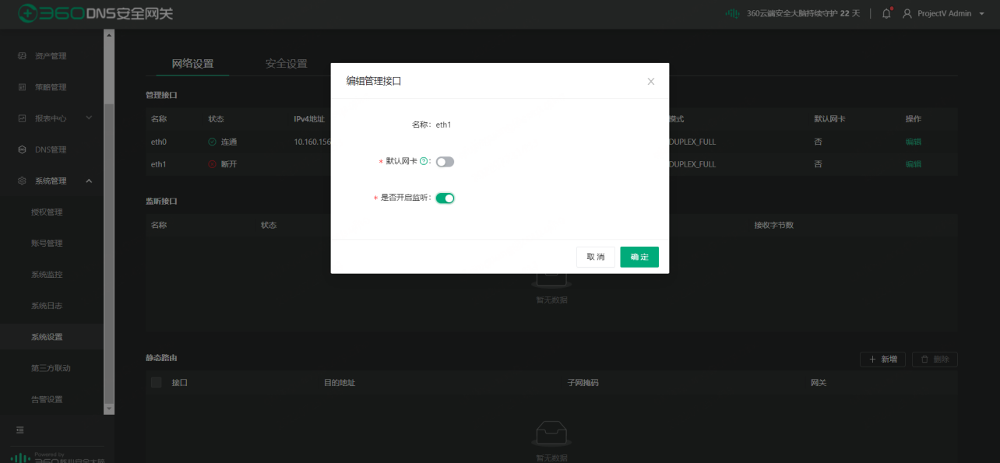 360DNS安全网关
360云端安全大脑持续守护 22 天
ProjectV Admin
资产管理
策略管理
报表中心
DNS管理
系统管理
授权管理
账号管理
系统监控
系统日志
系统设置
第三方联动
告警设置
Powered by
网络设置 安全设置
管理接口
名称 状态 IPv4地址 模式 默认网卡 操作
eth0 连通 10.160.156 DUPLEX_FULL 否 编辑
eth1 断开 DUPLEX_FULL 否 编辑
监听接口
名称 状态 接收字节数
暂无数据
静态路由
+ 新增 删除
接口 目的地址 子网掩码 网关
暂无数据
编辑管理接口
名称: eth1
* 默认网卡 :
* 是否开启监听:
取 消 确 定